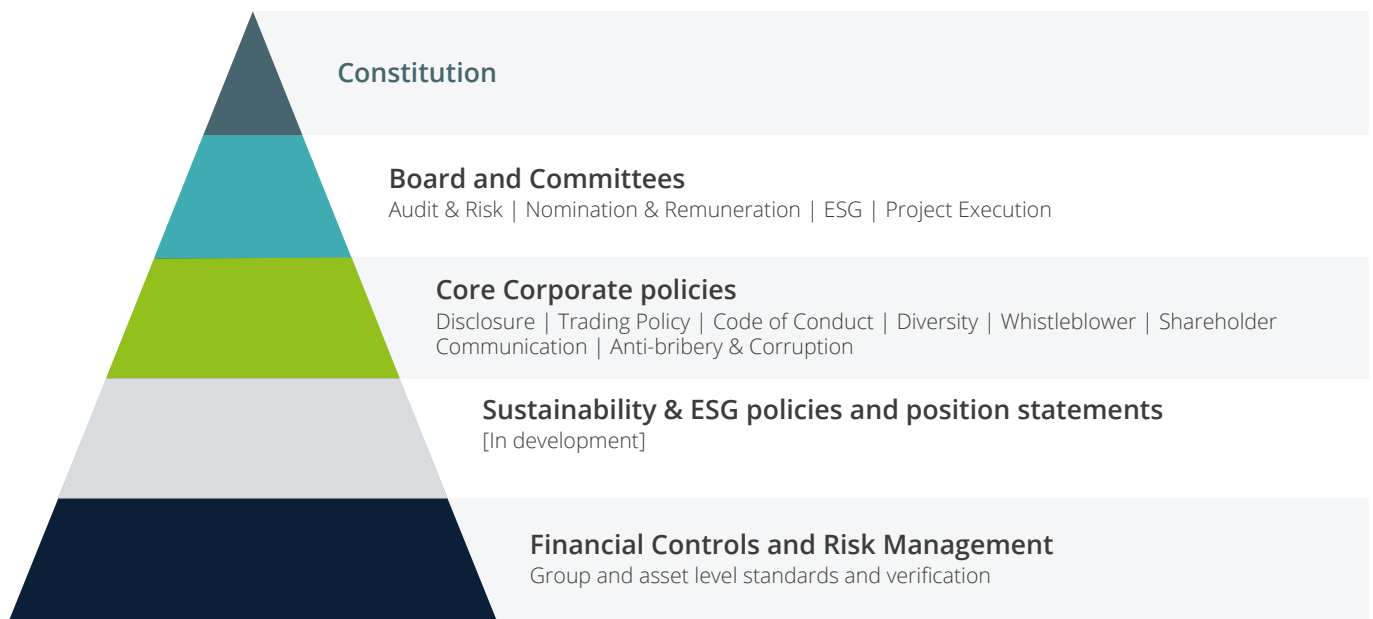 Constitution
Board and Committees
Audit & Risk | Nomination & Remuneration | ESG | Project Execution
Core Corporate policies
Disclosure | Trading Policy | Code of Conduct | Diversity | Whistleblower | Shareholder
Communication | Anti-bribery & Corruption
Sustainability & ESG policies and position statements
[In development]
Financial Controls and Risk Management
Group and asset level standards and verification